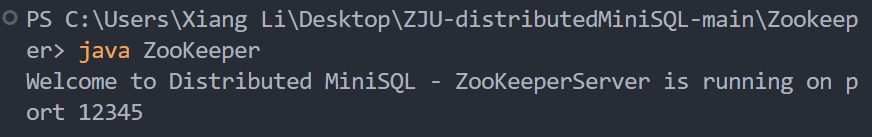 PS C:\Users\Xiang Li\Desktop\ZJU-distributedMiniSQL-main\Zookeep
er> java ZooKeeper
Welcome to Distributed MiniSQL - ZooKeeperServer is running on p
ort 12345